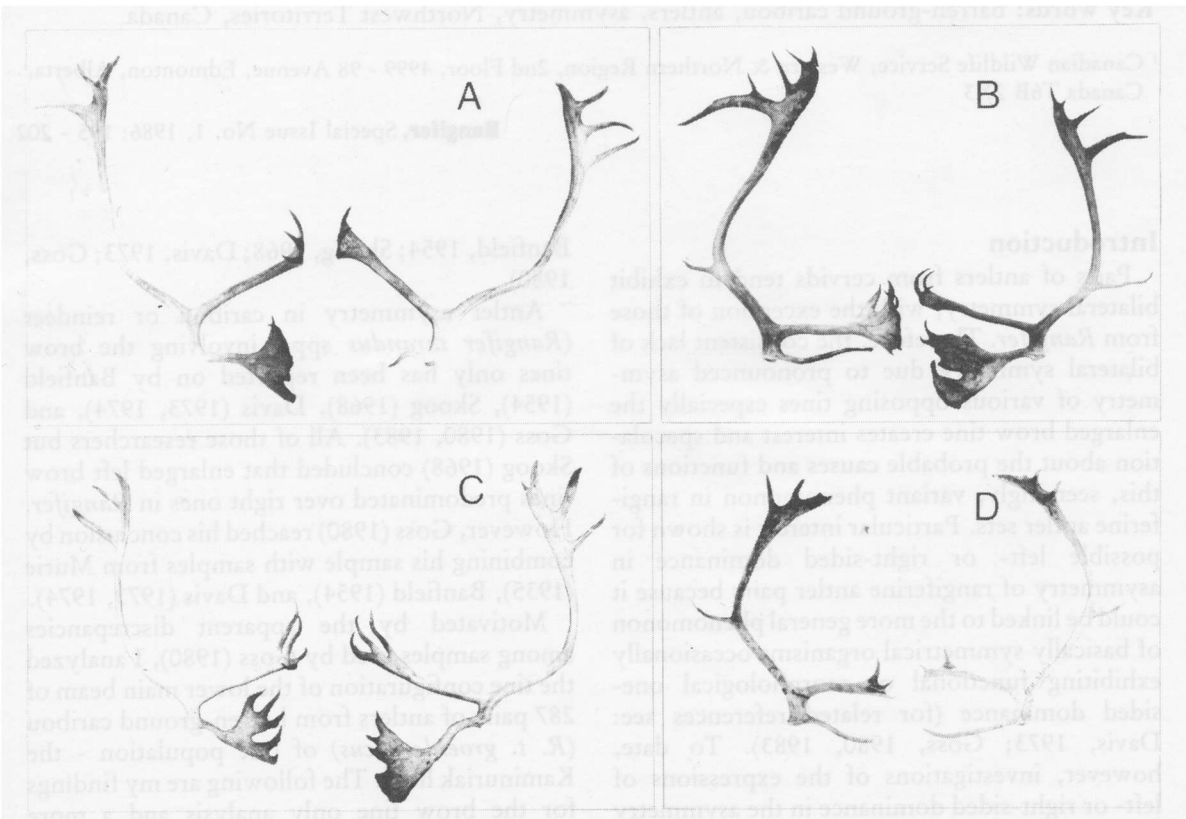 A
B
C
D
Key words: barren-ground caribou, antlers, asymmetry, Northwest Territories, Canada
Canadian Wildlife Service, Western & Northern Region, 2nd Floor, 4999 - 98 Avenue, Edmonton, Alberta,
Canada T6B
Rangifer, Special Issue No. 1, 1986: - 202
Introduction
Pairs of antlers from cervids tend to exhibit
bilateral symmetry, with the exception of those
from Rangifer. the consistent lack of
bilateral symmetry is due to pronounced asym-
metry of various opposing tines especially the
enlarged brow tine creates interest and specula-
tion about the probable causes and functions of
this, seemingly, variant phenomenon in rangi-
ferine antler sets. Particular interest is shown for
possible left- or right-sided dominance in
asymmetry of rangiferine antler pairs because it
could be linked to the more general phenomonon
of basically symmetrical organisms occasionally
exhibiting functional or morphological one-
sided dominance (for related references see:
Davis, 1973; Goss, 1980, 1983). To date,
however, investigations of the expressions of
left- or right-sided dominance in the asymmetry
Banfield, 1954; Skoog, 1968; Davis, 1973; Goss,
1980)
Antler asymmetry in caribou or reindeer
(Rangifer tarandus spp.) involving the brow
tines only has been reported on by Banfield
(1954), Skoog (1968), Davis (1973, 1974), and
Goss (1980, 1983). All of those researchers but
Skoog (1968) concluded that enlarged left brow
tines predominated over right ones in Rangifer.
However, Goss (1980) reached his conclusion by
combining his sample with samples from Murie
(1935), Banfield (1954), and Davis (1973, 1974).
Motivated by the apparent discrepancies
among samples used by Goss (1980), I analyzed
the tine configuration of the lower main beam of
287 pairs of antlers from barren-ground caribou
(R. t. groenlandicus) of one population - the
Kaminuriak herd. The following are my findings
for the brow tine only analysis and a more